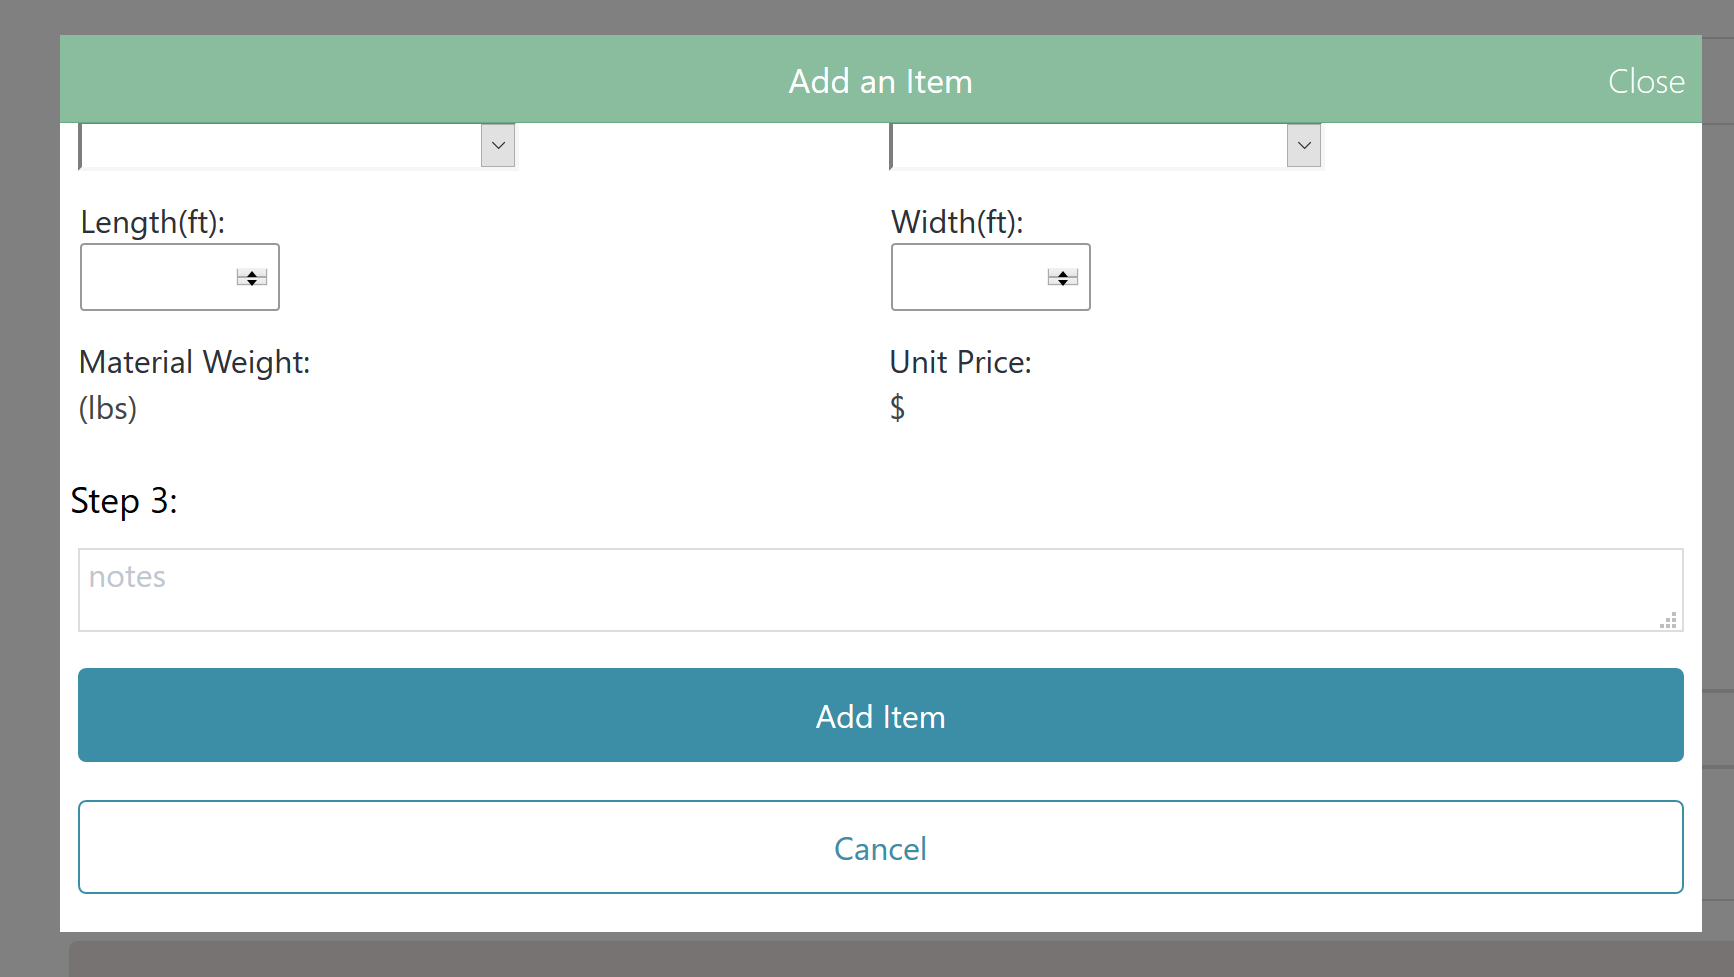 Add an Item
Close
Length(ft):
Width(ft):
Material Weight:
(lbs)
Unit Price:
$
Step 3:
notes
Add Item
Cancel